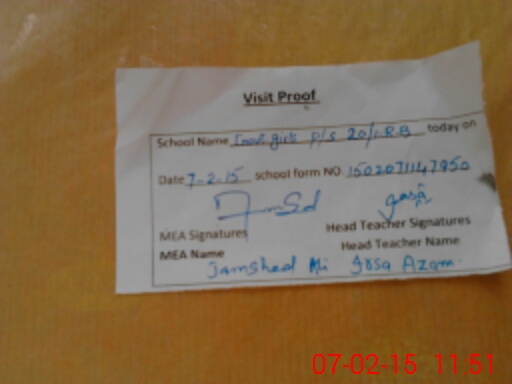 Visit Proof
School Name Govt girls P/S 20/1.R.B today on
Date 7-2-15 school form NO. 1502071147950
MEA Signatures Head Teacher Signatures
MEA Name Head Teacher Name
Jamshed Azam.
07-02-15 11:51